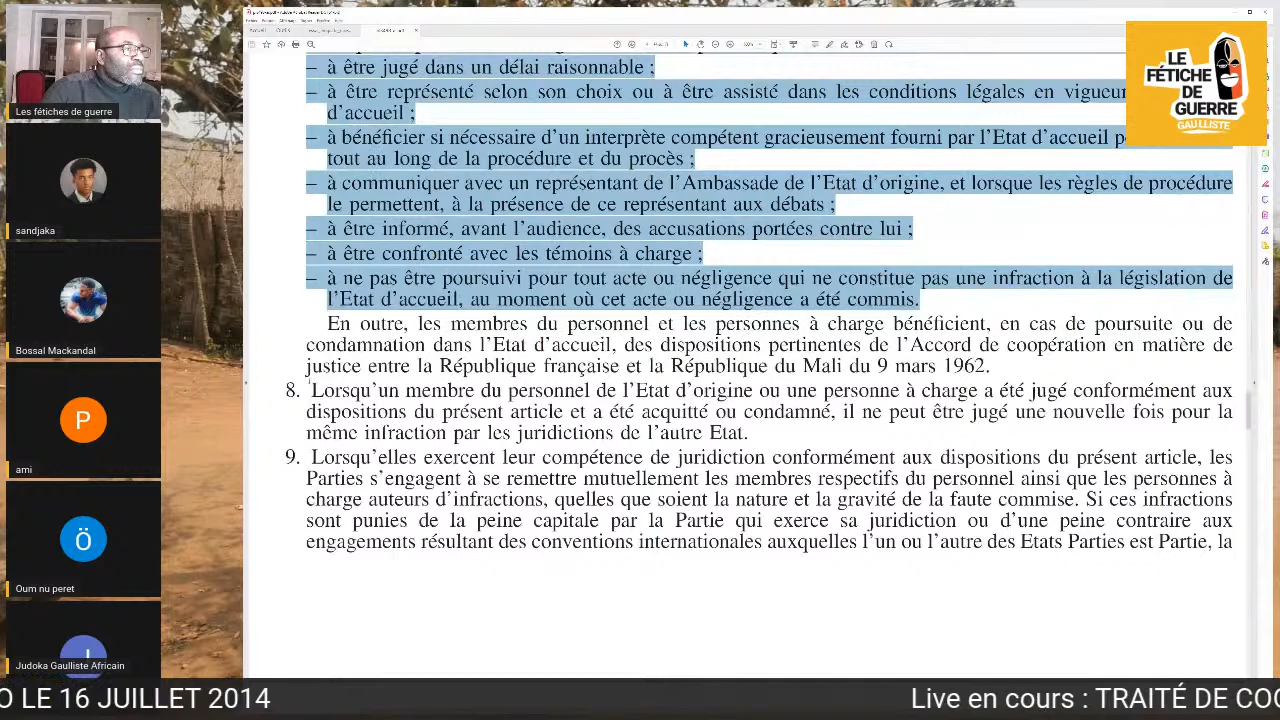 Les fétiches de guerre
sandjaka
Bossal Mackandal
P
ami
Ö
Oum nu peret
Judoka Gaulliste Africain
LE
FÉTICHE
DE
GUERRE
GAULLISTE
– à être jugé dans un délai raisonnable ;
– à être représenté selon son choix ou à être assisté dans les conditions légales en vigueur
d’accueil ;
– à bénéficier si nécessaire d’un interprète compétent gracieusement fourni par l’Etat d’accueil
tout au long de la procédure et du procès ;
– à communiquer avec un représentant de l’Ambassade de l’Etat d’origine, et lorsque les règles de procédure
le permettent, à la présence de ce représentant aux débats ;
– à être informé, avant l’audience, des accusations portées contre lui ;
– à être confronté avec les témoins à charge ;
– à ne pas être poursuivi pour tout acte ou négligence qui ne constitue pas une infraction à la législation de
l’Etat d’accueil, au moment où cet acte ou négligence a été commis.
En outre, les membres du personnel et les personnes à charge bénéficient, en cas de poursuite ou de
condamnation dans l’Etat d’accueil, des dispositions pertinentes de l’Accord de coopération en matière de
justice entre la République française et la République du Mali du 9 mars 1962.
8. Lorsqu’un membre du personnel de l’Etat d’origine ou une personne à charge a été jugé conformément aux
dispositions du présent article et a été acquitté ou condamné, il ne peut être jugé une nouvelle fois pour la
même infraction par les juridictions de l’autre Etat.
9. Lorsqu’elles exercent leur compétence de juridiction conformément aux dispositions du présent article, les
Parties s’engagent à se remettre mutuellement les membres respectifs du personnel ainsi que les personnes à
charge auteurs d’infractions, quelles que soient la nature et la gravité de la faute commise. Si ces infractions
sont punies de la peine capitale par la Partie qui exerce sa juridiction ou d’une peine contraire aux
engagements résultant des conventions internationales auxquelles l’un ou l’autre des Etats Parties est Partie, la
O LE 16 JUILLET 2014
Live en cours : TRAITÉ DE COO